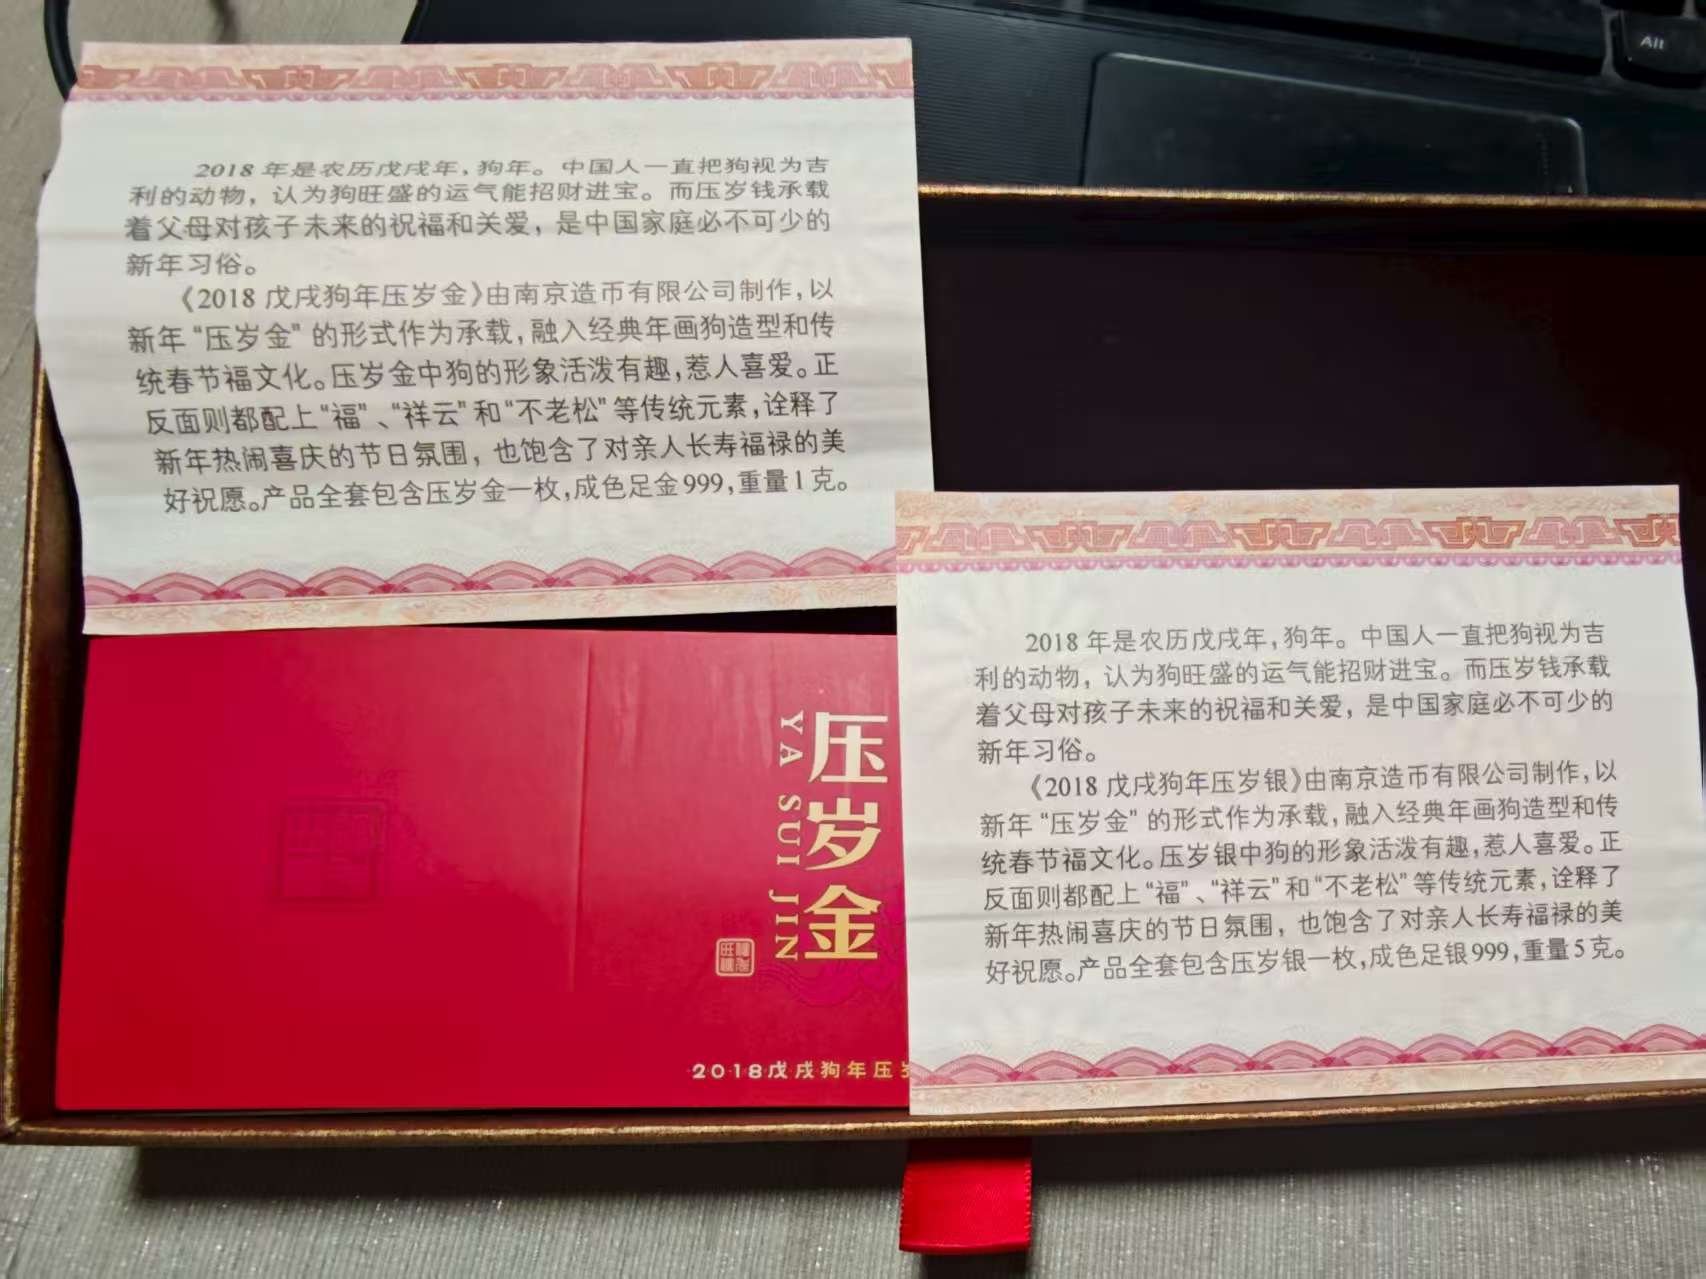 Alt
2018 年是农历戊戌年，狗年。中国人一直把狗视为吉
利的动物，认为狗旺盛的运气能招财进宝。而压岁钱承载
着父母对孩子未来的祝福和关爱，是中国家庭必不可少的
新年习俗。
《2018 戊戌狗年压岁金》由南京造币有限公司制作，以
新年“压岁金”的形式作为承载，融入经典年画狗造型和传
统春节福文化。压岁金中狗的形象活泼有趣，惹人喜爱。正
反面则都配上“福”、“祥云”和“不老松”等传统元素，诠释了
新年热闹喜庆的节日氛围，也饱含了对亲人长寿福禄的美
好祝愿。产品全套包含压岁金一枚，成色足金999，重量1克。
压岁金
YA SUI JIN
2018戊戌狗年压岁
2018 年是农历戊戌年，狗年。中国人一直把狗视为吉
利的动物，认为狗旺盛的运气能招财进宝。而压岁钱承载
着父母对孩子未来的祝福和关爱，是中国家庭必不可少的
新年习俗。
《2018 戊戌狗年压岁银》由南京造币有限公司制作，以
新年“压岁金”的形式作为承载，融入经典年画狗造型和传
统春节福文化。压岁银中狗的形象活泼有趣，惹人喜爱。正
反面则都配上“福”、“祥云”和“不老松”等传统元素，诠释了
新年热闹喜庆的节日氛围，也饱含了对亲人长寿福禄的美
好祝愿。产品全套包含压岁银一枚，成色足银999，重量5克。